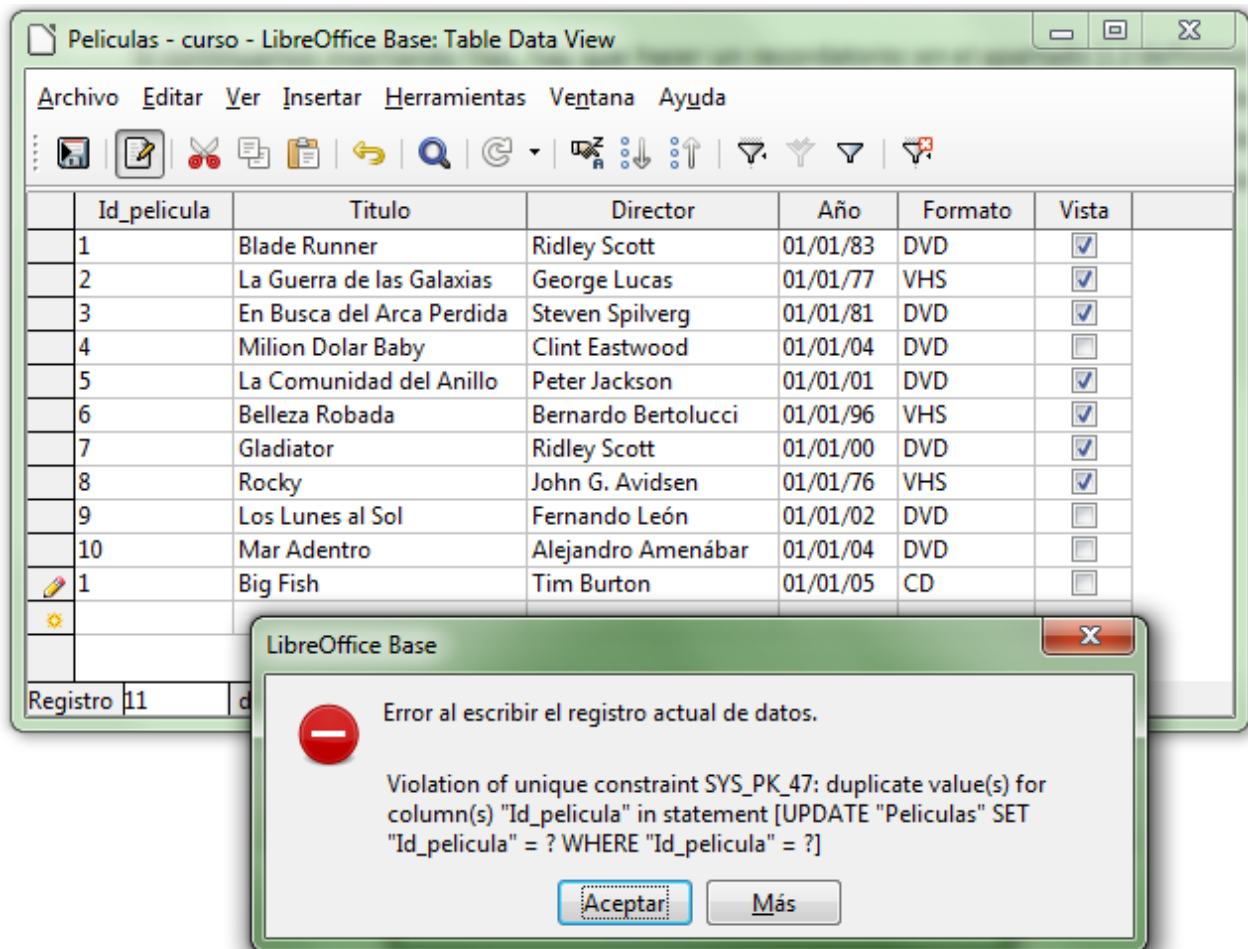 Peliculas - curso - LibreOffice Base: Table Data View
Archivo Editar Ver Insertar Herramientas Ventana Ayuda
Id_pelicula Titulo Director Año Formato Vista
1 Blade Runner Ridley Scott 01/01/83 DVD
2 La Guerra de las Galaxias George Lucas 01/01/77 VHS
3 En Busca del Arca Perdida Steven Spilverg 01/01/81 DVD
4 Milion Dolar Baby Clint Eastwood 01/01/04 DVD
5 La Comunidad del Anillo Peter Jackson 01/01/01 DVD
6 Belleza Robada Bernardo Bertolucci 01/01/96 VHS
7 Gladiator Ridley Scott 01/01/00 DVD
8 Rocky John G. Avidsen 01/01/76 VHS
9 Los Lunes al Sol Fernando León 01/01/02 DVD
10 Mar Adentro Alejandro Amenábar 01/01/04 DVD
1 Big Fish Tim Burton 01/01/05 CD
Registro 11
LibreOffice Base
Error al escribir el registro actual de datos.
Violation of unique constraint SYS_PK_47: duplicate value(s) for
column(s) "Id_pelicula" in statement [UPDATE "Peliculas" SET
"Id_pelicula" = ? WHERE "Id_pelicula" = ?]
Aceptar Más